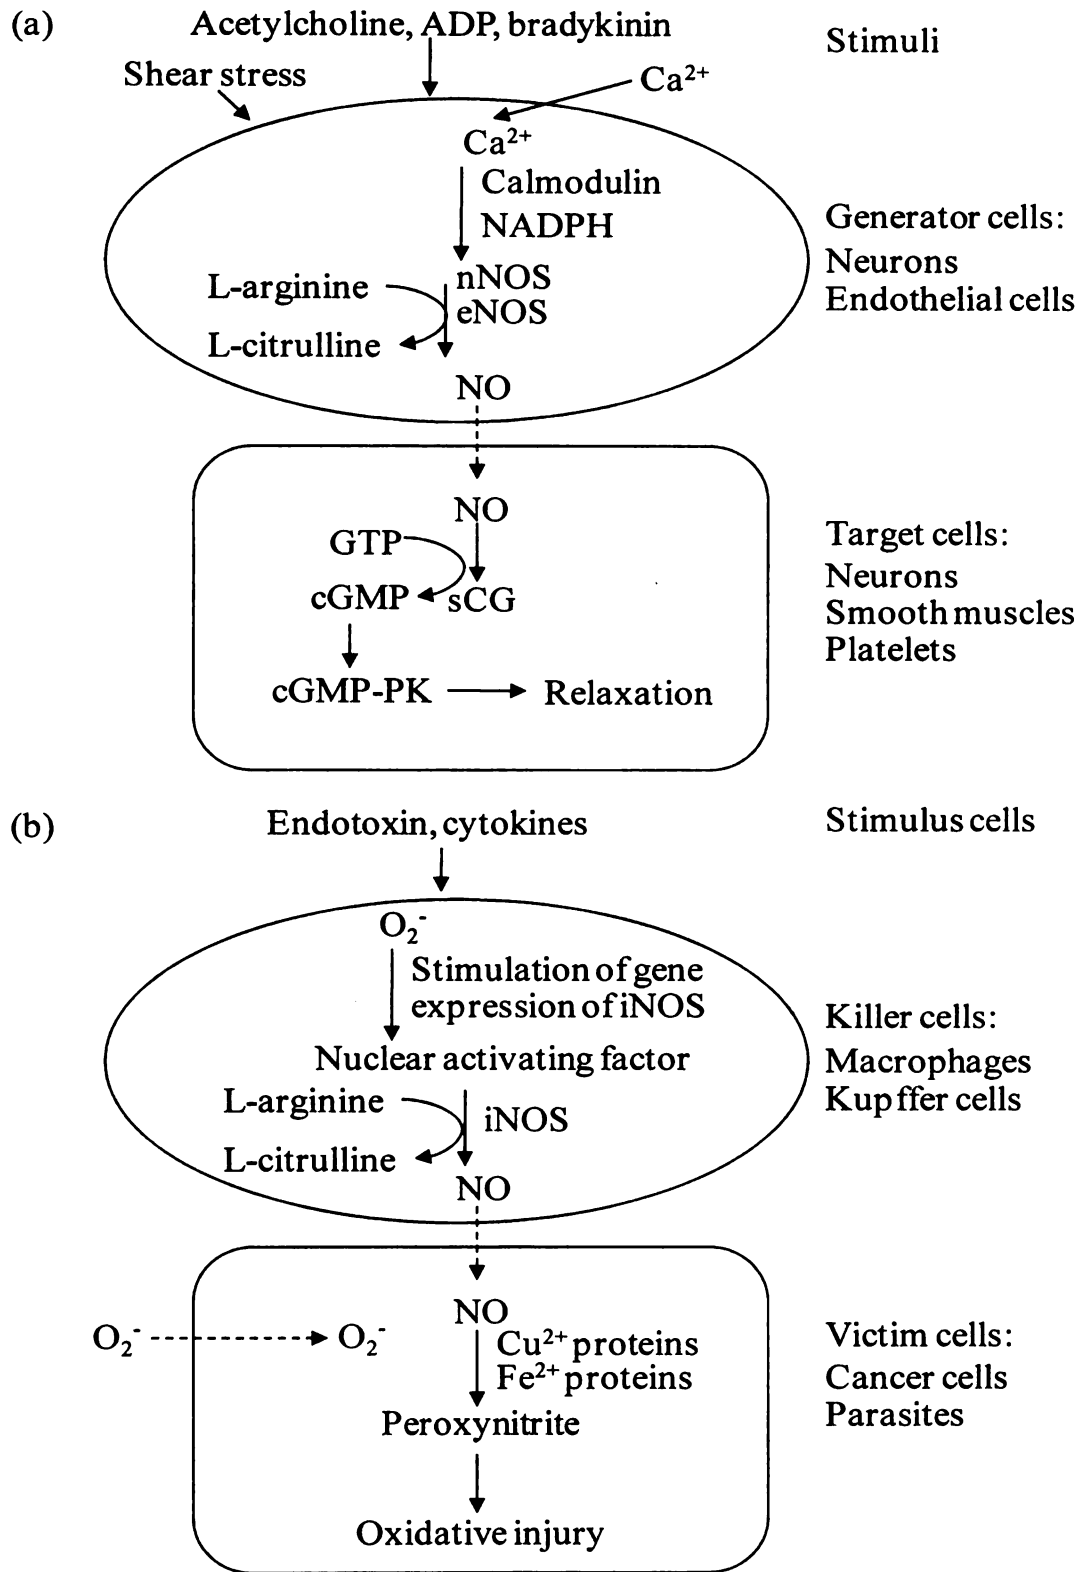 (a)
Acetylcholine, ADP, bradykinin
Stimuli
Shear stress
Ca²⁺
Ca²⁺
Calmodulin
NADPH
Generator cells:
Neurons
Endothelial cells
L-arginine
nNOS
eNOS
L-citrulline
NO
NO
GTP
cGMP
sCG
cGMP-PK
Relaxation
Target cells:
Neurons
Smooth muscles
Platelets
(b)
Endotoxin, cytokines
Stimulus cells
O₂⁻
Stimulation of gene
expression of iNOS
Nuclear activating factor
Killer cells:
Macrophages
Kupffer cells
L-arginine
iNOS
L-citrulline
NO
NO
O₂⁻
O₂⁻
Cu²⁺ proteins
Fe²⁺ proteins
Peroxynitrite
Oxidative injury
Victim cells:
Cancer cells
Parasites